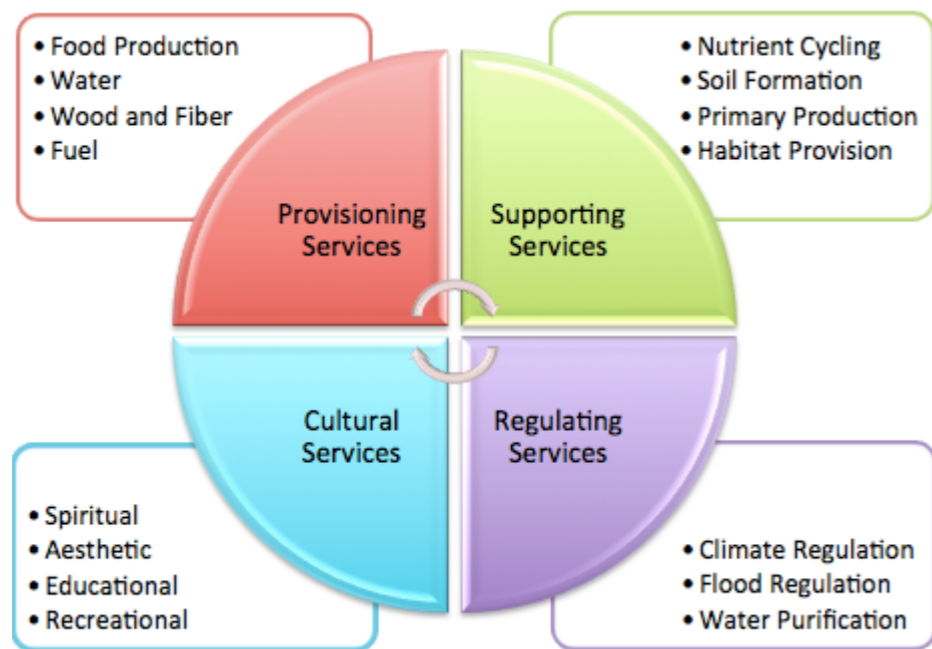 • Food Production
• Water
• Wood and Fiber
• Fuel
• Nutrient Cycling
• Soil Formation
• Primary Production
• Habitat Provision
Provisioning
Services
Supporting
Services
Cultural
Services
Regulating
Services
• Spiritual
• Aesthetic
• Educational
• Recreational
• Climate Regulation
• Flood Regulation
• Water Purification